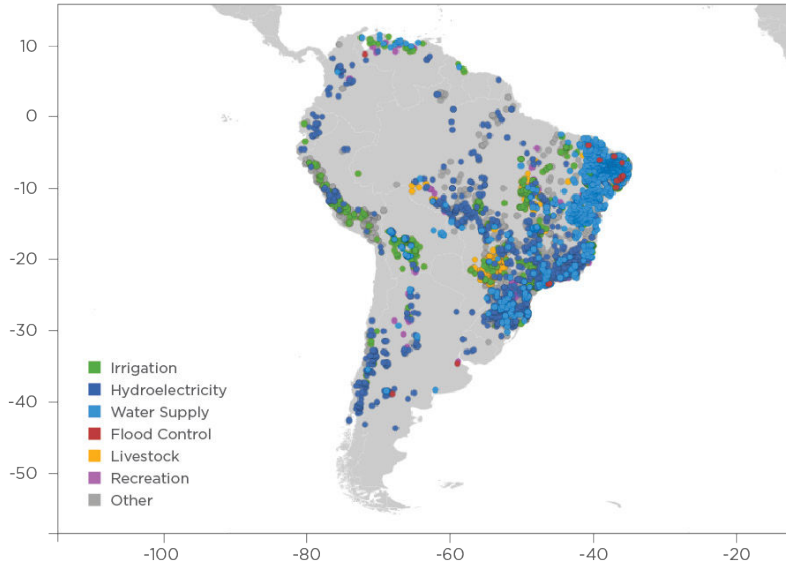 10
0
-10
-20
-30
-40
-50
Irrigation
Hydroelectricity
Water Supply
Flood Control
Livestock
Recreation
Other
-100 -80 -60 -40 -20